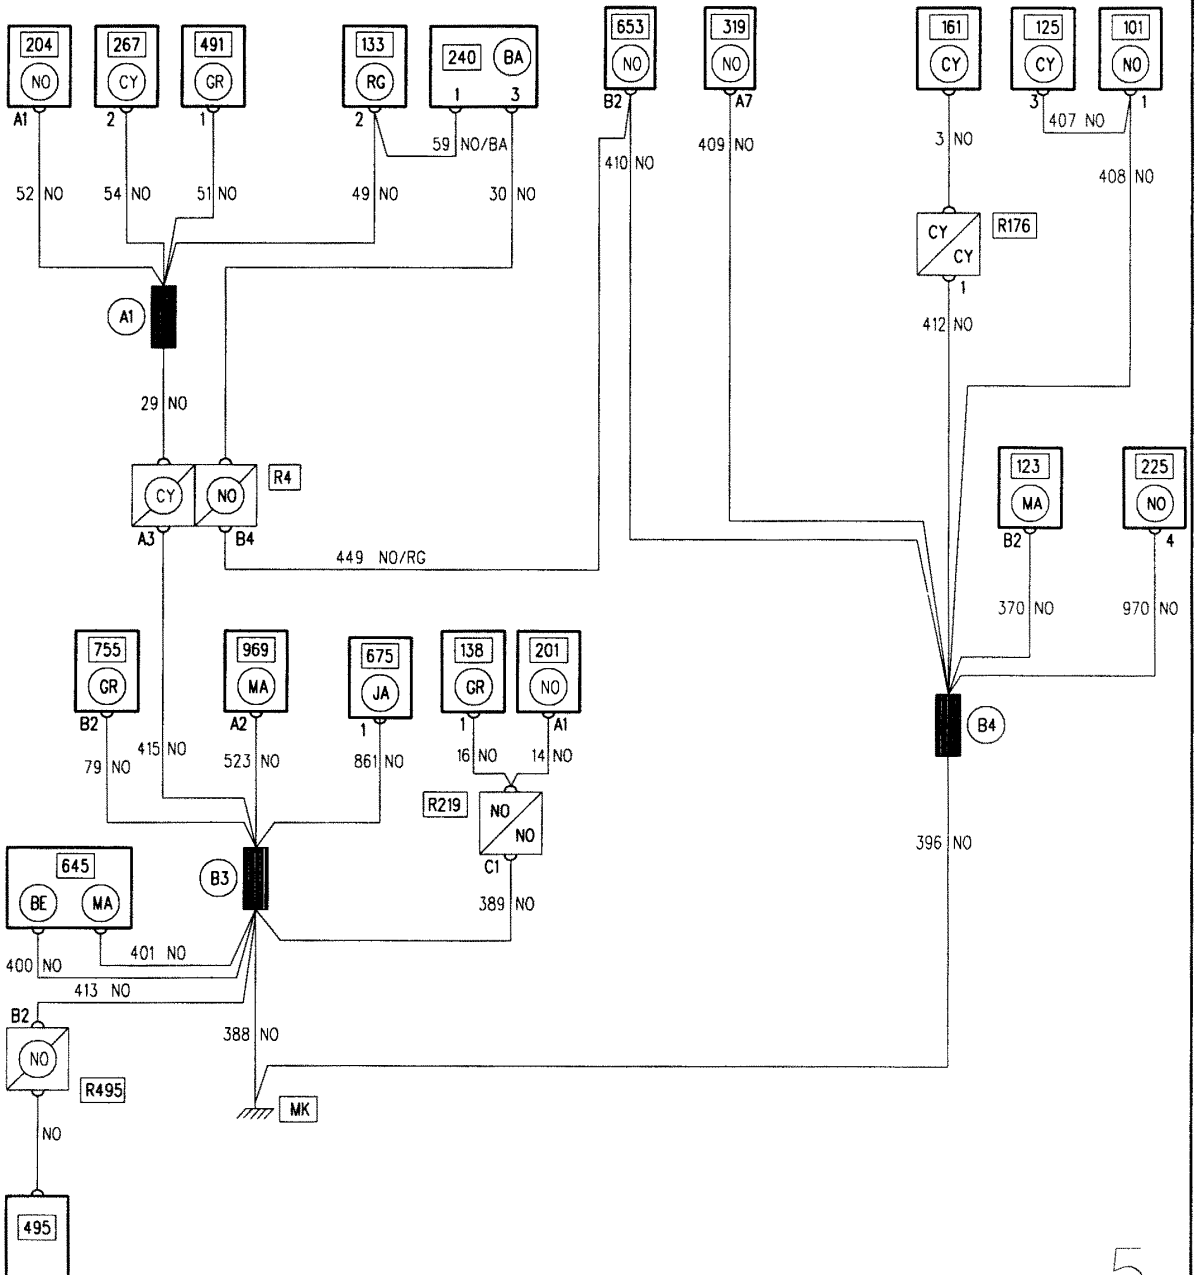 204 267 491 133 240 BA 653 319 161 125 101
NO CY GR RG NO NO CY CY NO
A1 2 1 2 1 3 B2 A7 3 1
59 NO/BA 407 NO
52 NO 54 NO 51 NO 49 NO 30 NO 410 NO 409 NO 3 NO 408 NO
CY CY R176
1
A1
412 NO
29 NO
CY NO R4
A3 B4
123 225
MA NO
B2 4
449 NO/RG
370 NO 970 NO
755 969 675 138 201
GR MA JA GR NO
B2 A2 1 1 A1
B4
79 NO 415 NO 523 NO 861 NO 16 NO 14 NO
R219 NO NO
C1
396 NO
645
BE MA
B3
389 NO
400 NO 401 NO
413 NO
B2
388 NO
NO
R495
MK
NO
495
5